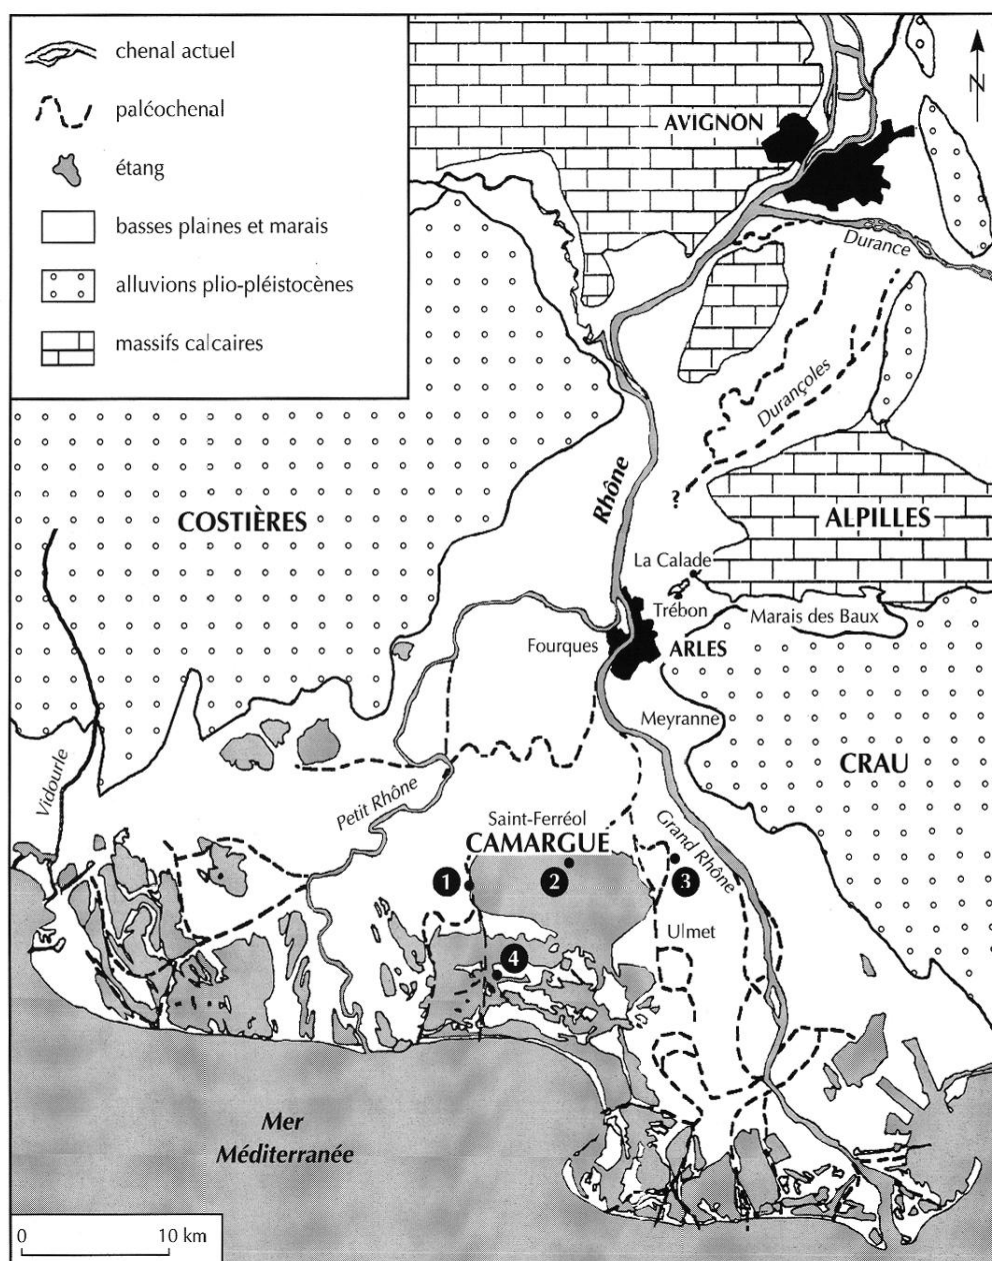 chenal actuel
paléochenal
étang
basses plaines et marais
alluvions plio-pléistocènes
massifs calcaires
N
AVIGNON
Durance
Durançoles
Rhône
?
COSTIÈRES
ALPILLES
La Calade
Trébon
Marais des Baux
Fourques
ARLES
Meyranne
CRAU
Vidourle
Petit Rhône
Saint-Ferréol
CAMARGUE
Grand Rhône
1
2
3
Ulmet
4
Mer
Méditerranée
0 10 km